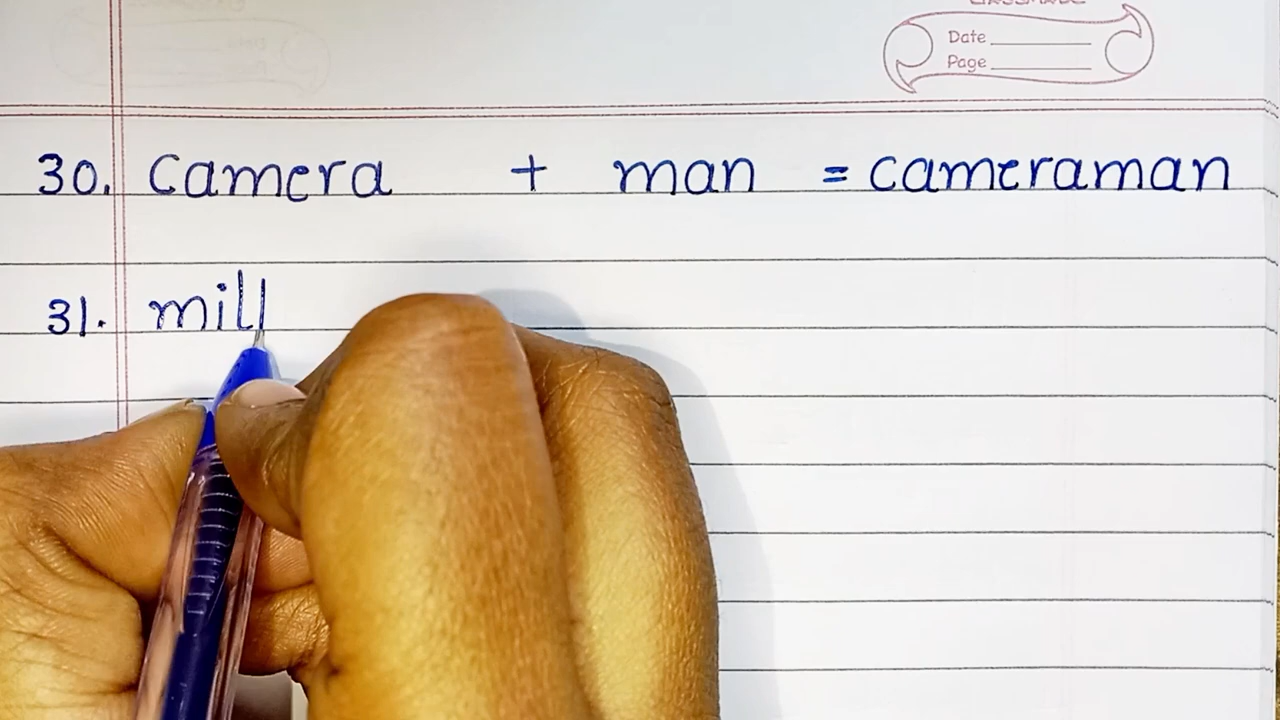 Date
Page
30. Camera + man = cameraman
31. mill